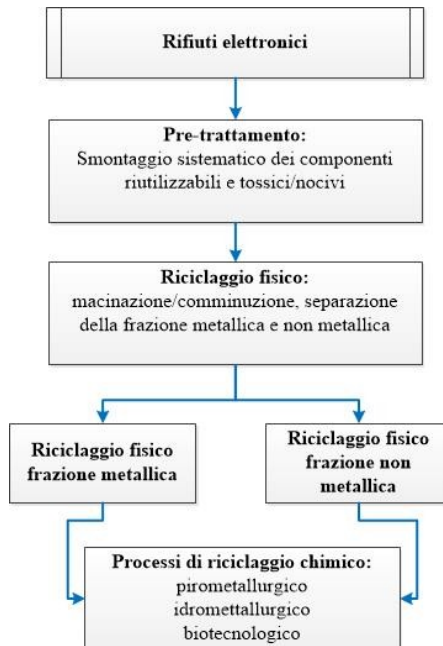 Rifiuti elettronici
Pre-trattamento:
Smontaggio sistematico dei componenti
riutilizzabili e tossici/nocivi
Riciclaggio fisico:
macinazione/comminuzione, separazione
della frazione metallica e non metallica
Riciclaggio fisico
frazione metallica
Riciclaggio fisico
frazione non
metallica
Processi di riciclaggio chimico:
pirometallurgico
idromettallurgico
biotecnologico